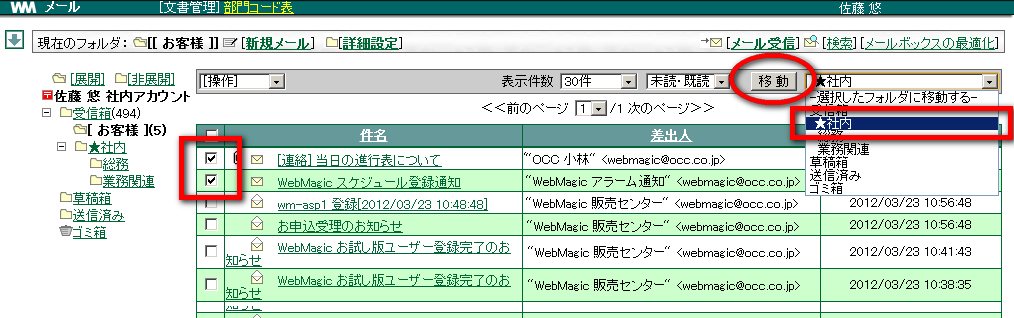 WM メール [文書管理] 部門コード表 佐藤 悠
現在のフォルダ: [[ お客様 ]] [新規メール] [詳細設定] [メール受信] [検索] [メールボックスの最適化]
[展開] [非展開]
佐藤 悠 社内アカウント
受信箱(494)
[ お客様 ](5)
★社内
総務
業務関連
草稿箱
送信済み
ゴミ箱
[操作] 表示件数 30件 未読・既読 移動 ★社内
-選択したフォルダに移動する-
受信箱
★社内
総務
業務関連
草稿箱
送信済み
ゴミ箱
<<前のページ 1 /1 次のページ>>
件名 差出人
[連絡] 当日の進行表について "OCC 小林" <webmagic@occ.co.jp>
WebMagic スケジュール登録通知 "WebMagic アラーム通知" <webmagic@occ.co.jp>
wm-asp1 登録[2012/03/23 10:48:48] "WebMagic 販売センター" <webmagic@occ.co.jp> 2012/03/23 10:56:48
お申込受理のお知らせ "WebMagic 販売センター" <webmagic@occ.co.jp> 2012/03/23 10:56:48
WebMagic お試し版ユーザー登録完了のお
知らせ "WebMagic 販売センター" <webmagic@occ.co.jp> 2012/03/23 10:41:43
WebMagic お試し版ユーザー登録完了のお
知らせ "WebMagic 販売センター" <webmagic@occ.co.jp> 2012/03/23 10:38:35